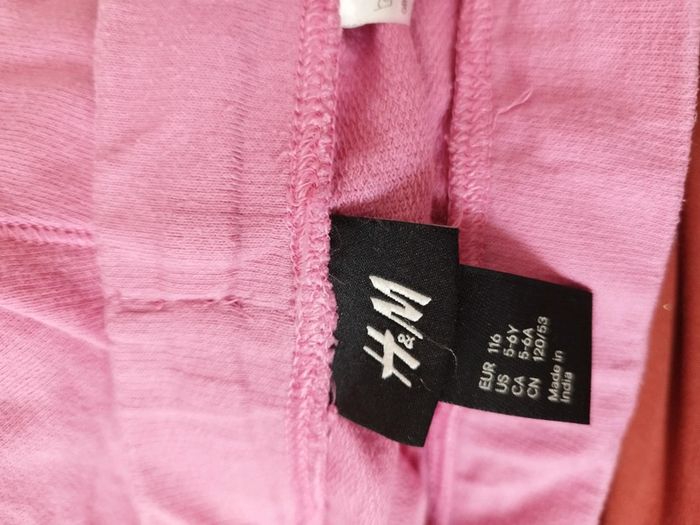 H&M
EUR 116
US 5-6Y
CA 5-6A
CN 120/53
Made in
India